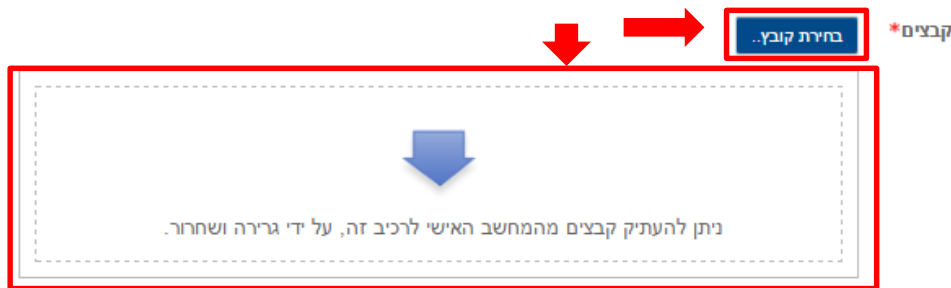 קבצים*
בחירת קובץ..
ניתן להעתיק קבצים מהמחשב האישי לרכיב זה, על ידי גרירה ושחרור.